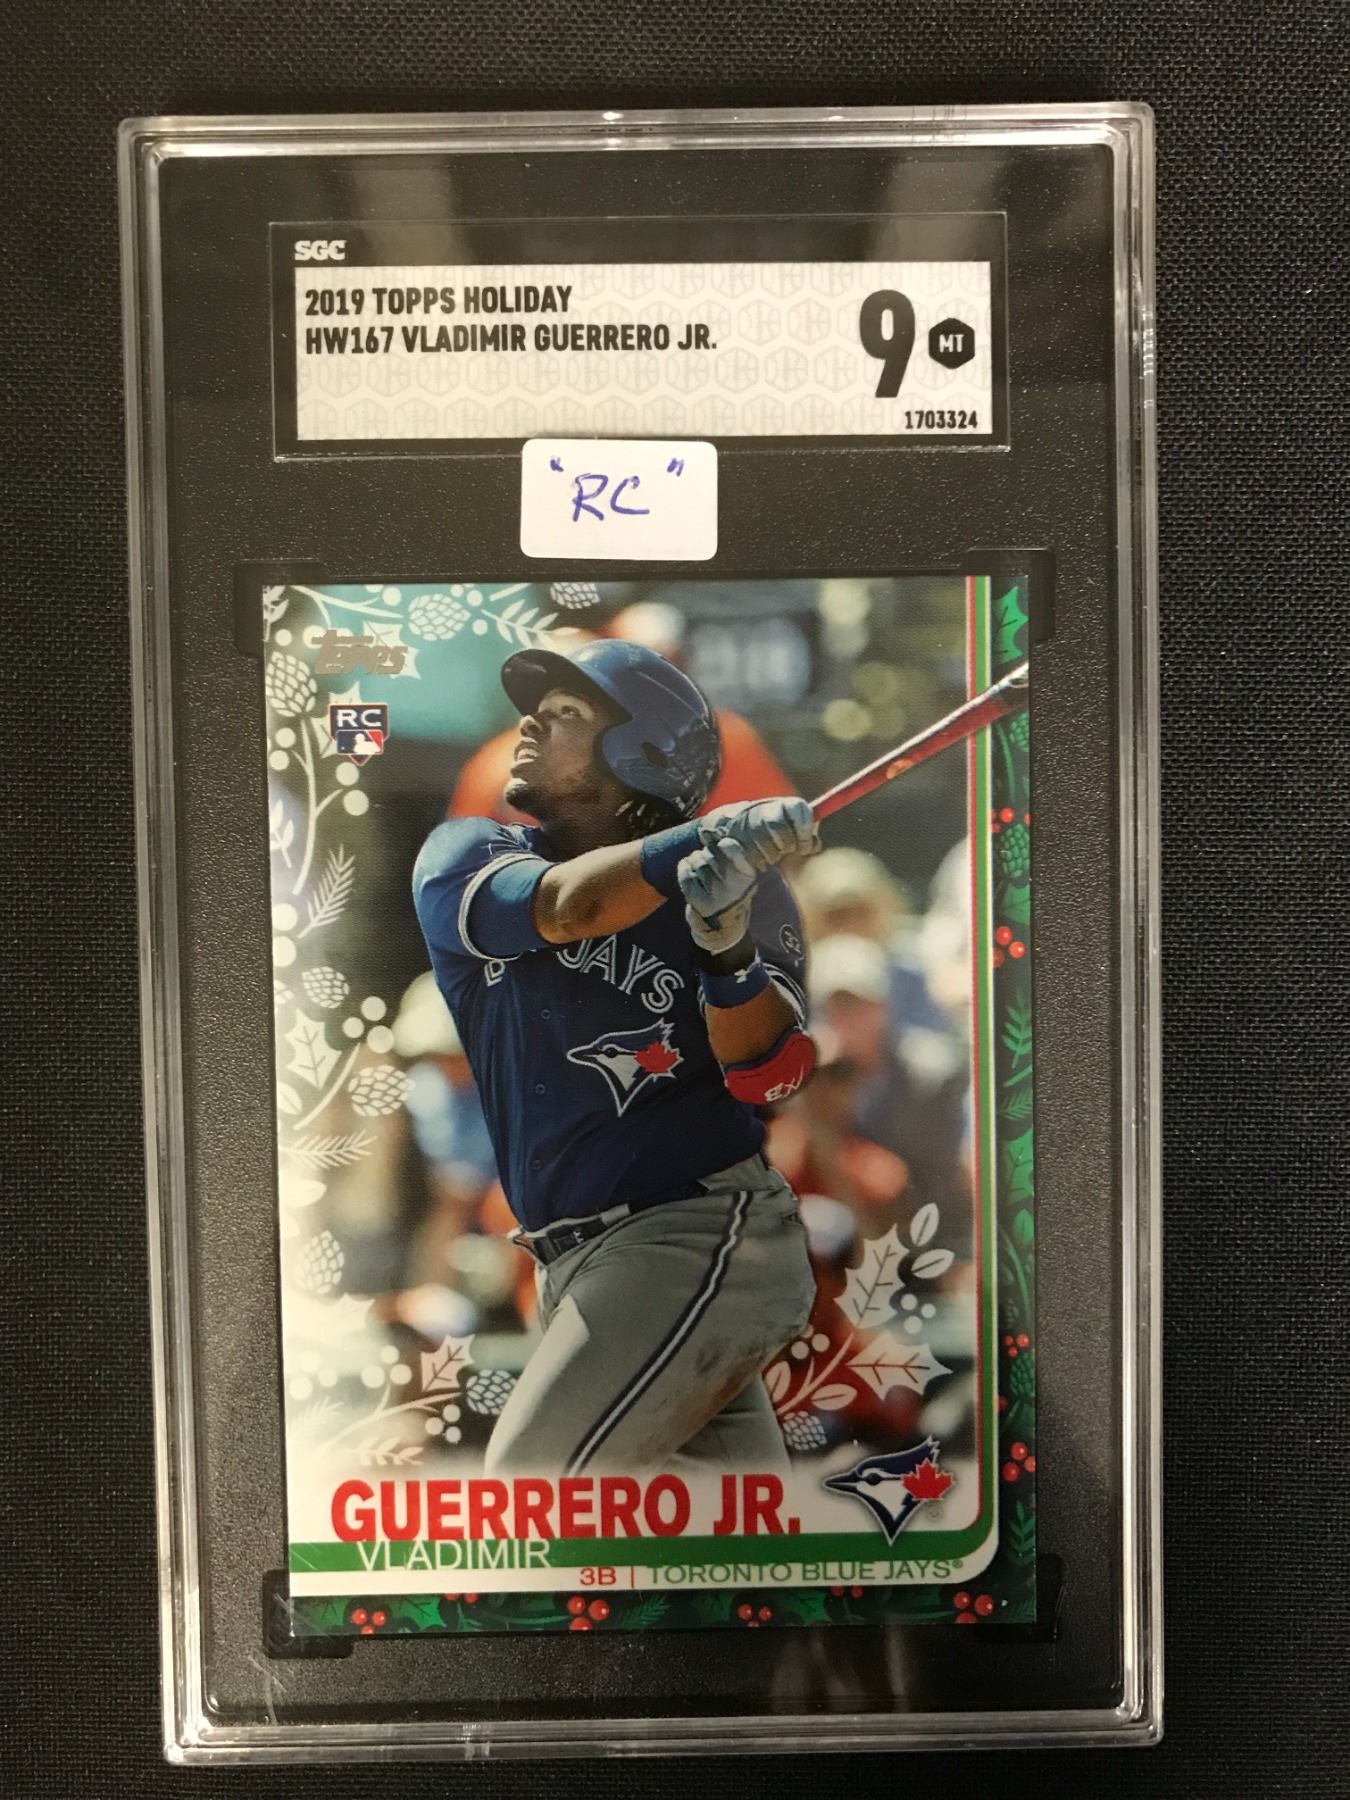 SGC
2019 TOPPS HOLIDAY
HW167 VLADIMIR GUERRERO JR.
9 MT
1703324
"RC"
Topps
RC
JAYS
GUERRERO JR.
VLADIMIR
3B | TORONTO BLUE JAYS®